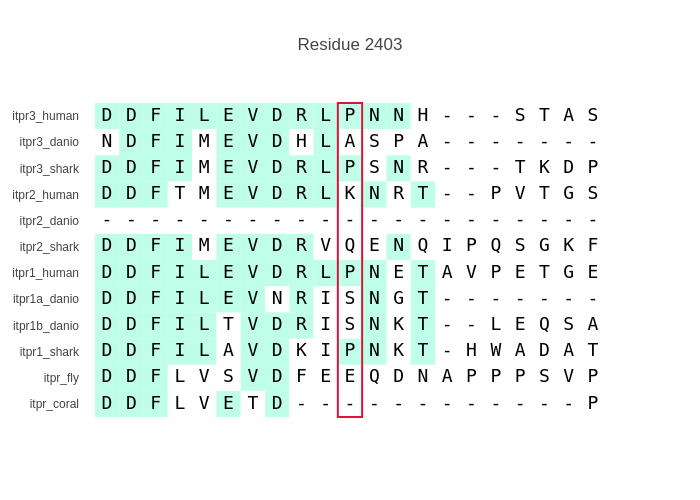 Residue 2403
itpr3_human D D F I L E V D R L P N N H - - - S T A S
itpr3_danio N D F I M E V D H L A S P A - - - - - - -
itpr3_shark D D F I M E V D R L P S N R - - - T K D P
itpr2_human D D F T M E V D R L K N R T - - P V T G S
itpr2_danio - - - - - - - - - - - - - - - - - - - - -
itpr2_shark D D F I M E V D R V Q E N Q I P Q S G K F
itpr1_human D D F I L E V D R L P N E T A V P E T G E
itpr1a_danio D D F I L E V N R I S N G T - - - - - - -
itpr1b_danio D D F I L T V D R I S N K T - - L E Q S A
itpr1_shark D D F I L A V D K I P N K T - H W A D A T
itpr_fly D D F L V S V D F E E Q D N A P P P S V P
itpr_coral D D F L V E T D - - - - - - - - - - - - P